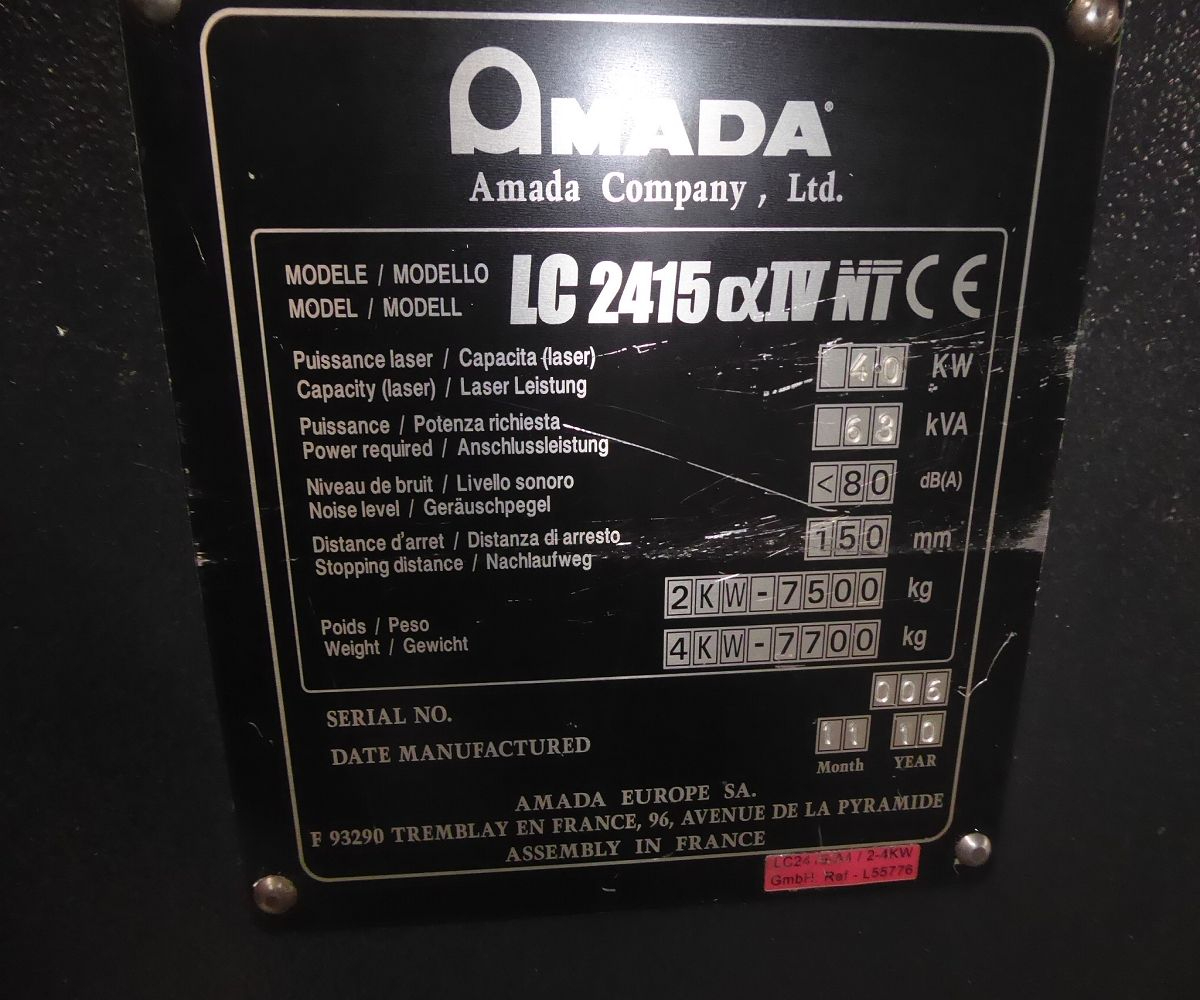 AMADA®
Amada Company, Ltd.
MODELE / MODELLO
MODEL / MODELL
LC 2415 αIV NT CE
Puissance laser / Capacita (laser)
Capacity (laser) / Laser Leistung
40 KW
Puissance / Potenza richiesta
Power required / Anschlussleistung
63 kVA
Niveau de bruit / Livello sonoro
Noise level / Geräuschpegel
<80 dB(A)
Distance d'arret / Distanza di arresto
Stopping distance / Nachlaufweg
150 mm
2KW-7500 kg
Poids / Peso
Weight / Gewicht
4KW-7700 kg
SERIAL NO.
006
DATE MANUFACTURED
11 10
Month YEAR
AMADA EUROPE SA.
F 93290 TREMBLAY EN FRANCE, 96, AVENUE DE LA PYRAMIDE
ASSEMBLY IN FRANCE
/ 2-4KW
GmbH. Ref - L55776